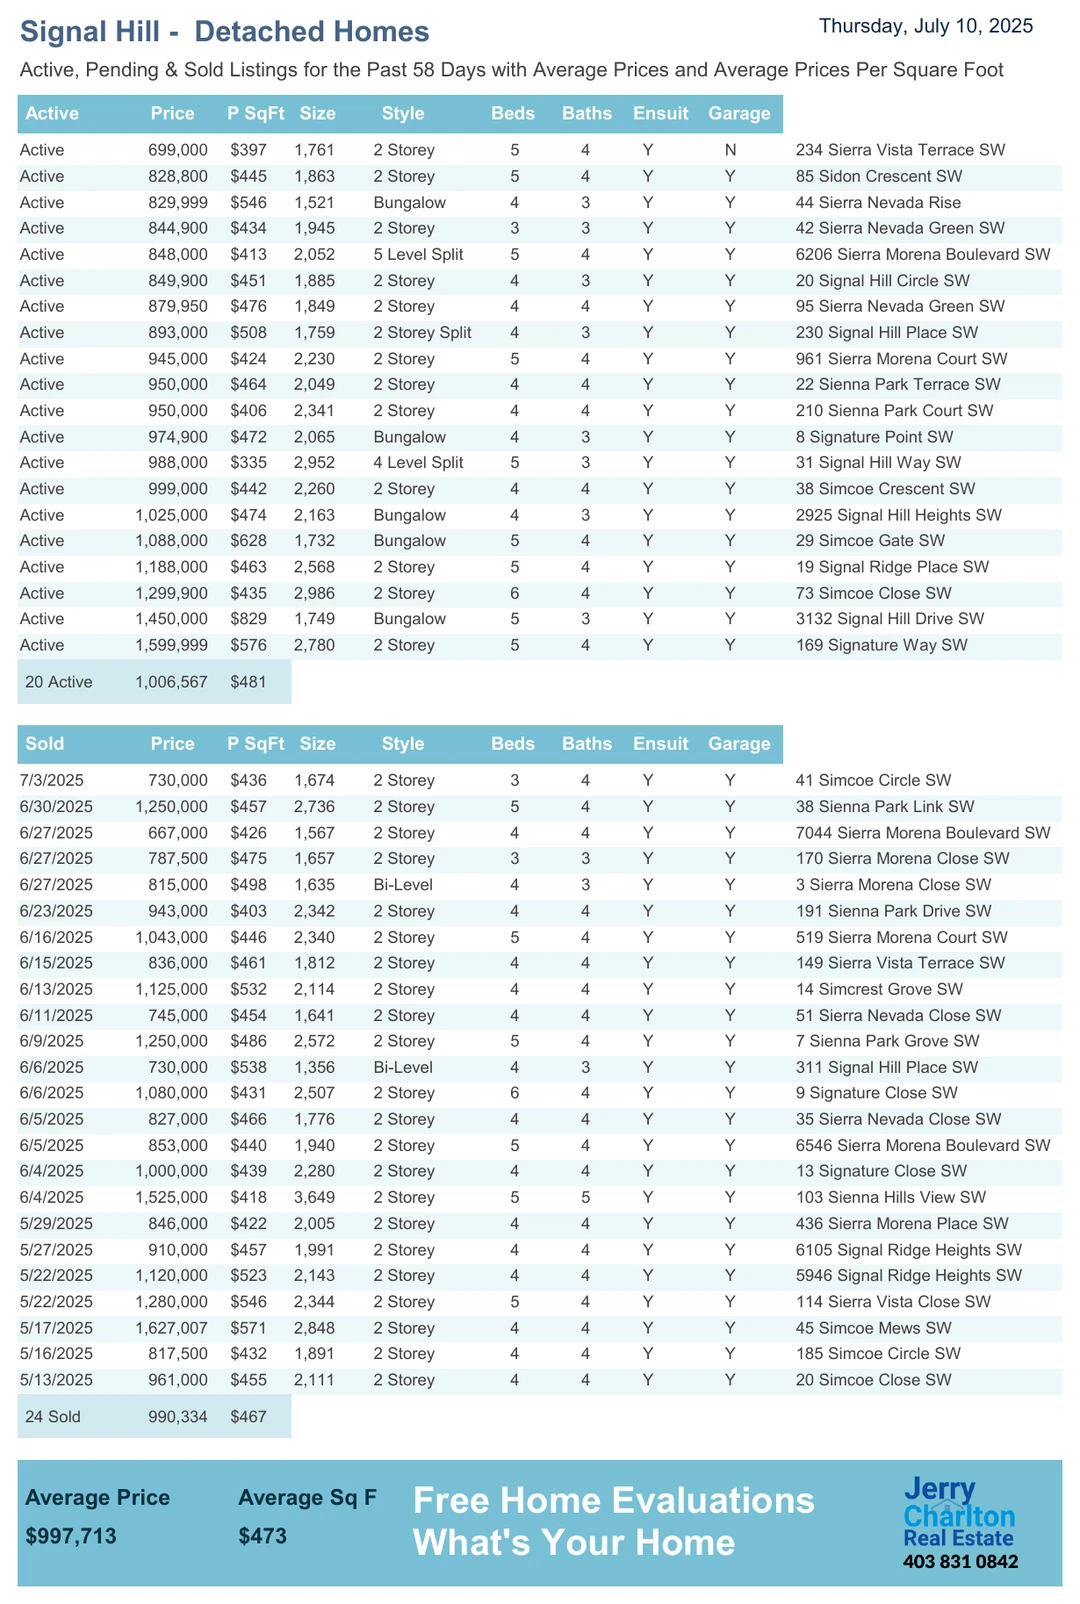 Signal Hill - Detached Homes
Thursday, July 10, 2025
Active, Pending & Sold Listings for the Past 58 Days with Average Prices and Average Prices Per Square Foot
Active Price P SqFt Size Style Beds Baths Ensuit Garage
Active 699,000 $397 1,761 2 Storey 5 4 Y N 234 Sierra Vista Terrace SW
Active 828,800 $445 1,863 2 Storey 5 4 Y Y 85 Sidon Crescent SW
Active 829,999 $546 1,521 Bungalow 4 3 Y Y 44 Sierra Nevada Rise
Active 844,900 $434 1,945 2 Storey 3 3 Y Y 42 Sierra Nevada Green SW
Active 848,000 $413 2,052 5 Level Split 5 4 Y Y 6206 Sierra Morena Boulevard SW
Active 849,900 $451 1,885 2 Storey 4 3 Y Y 20 Signal Hill Circle SW
Active 879,950 $476 1,849 2 Storey 4 4 Y Y 95 Sierra Nevada Green SW
Active 893,000 $508 1,759 2 Storey Split 4 3 Y Y 230 Signal Hill Place SW
Active 945,000 $424 2,230 2 Storey 5 4 Y Y 961 Sierra Morena Court SW
Active 950,000 $464 2,049 2 Storey 4 4 Y Y 22 Sienna Park Terrace SW
Active 950,000 $406 2,341 2 Storey 4 4 Y Y 210 Sienna Park Court SW
Active 974,900 $472 2,065 Bungalow 4 3 Y Y 8 Signature Point SW
Active 988,000 $335 2,952 4 Level Split 5 3 Y Y 31 Signal Hill Way SW
Active 999,000 $442 2,260 2 Storey 4 4 Y Y 38 Simcoe Crescent SW
Active 1,025,000 $474 2,163 Bungalow 4 3 Y Y 2925 Signal Hill Heights SW
Active 1,088,000 $628 1,732 Bungalow 5 4 Y Y 29 Simcoe Gate SW
Active 1,188,000 $463 2,568 2 Storey 5 4 Y Y 19 Signal Ridge Place SW
Active 1,299,900 $435 2,986 2 Storey 6 4 Y Y 73 Simcoe Close SW
Active 1,450,000 $829 1,749 Bungalow 5 3 Y Y 3132 Signal Hill Drive SW
Active 1,599,999 $576 2,780 2 Storey 5 4 Y Y 169 Signature Way SW
20 Active 1,006,567 $481
Sold Price P SqFt Size Style Beds Baths Ensuit Garage
7/3/2025 730,000 $436 1,674 2 Storey 3 4 Y Y 41 Simcoe Circle SW
6/30/2025 1,250,000 $457 2,736 2 Storey 5 4 Y Y 38 Sienna Park Link SW
6/27/2025 667,000 $426 1,567 2 Storey 4 4 Y Y 7044 Sierra Morena Boulevard SW
6/27/2025 787,500 $475 1,657 2 Storey 3 3 Y Y 170 Sierra Morena Close SW
6/27/2025 815,000 $498 1,635 Bi-Level 4 3 Y Y 3 Sierra Morena Close SW
6/23/2025 943,000 $403 2,342 2 Storey 4 4 Y Y 191 Sienna Park Drive SW
6/16/2025 1,043,000 $446 2,340 2 Storey 5 4 Y Y 519 Sierra Morena Court SW
6/15/2025 836,000 $461 1,812 2 Storey 4 4 Y Y 149 Sierra Vista Terrace SW
6/13/2025 1,125,000 $532 2,114 2 Storey 4 4 Y Y 14 Simcrest Grove SW
6/11/2025 745,000 $454 1,641 2 Storey 4 4 Y Y 51 Sierra Nevada Close SW
6/9/2025 1,250,000 $486 2,572 2 Storey 5 4 Y Y 7 Sienna Park Grove SW
6/6/2025 730,000 $538 1,356 Bi-Level 4 3 Y Y 311 Signal Hill Place SW
6/6/2025 1,080,000 $431 2,507 2 Storey 6 4 Y Y 9 Signature Close SW
6/5/2025 827,000 $466 1,776 2 Storey 4 4 Y Y 35 Sierra Nevada Close SW
6/5/2025 853,000 $440 1,940 2 Storey 5 4 Y Y 6546 Sierra Morena Boulevard SW
6/4/2025 1,000,000 $439 2,280 2 Storey 4 4 Y Y 13 Signature Close SW
6/4/2025 1,525,000 $418 3,649 2 Storey 5 5 Y Y 103 Sienna Hills View SW
5/29/2025 846,000 $422 2,005 2 Storey 4 4 Y Y 436 Sierra Morena Place SW
5/27/2025 910,000 $457 1,991 2 Storey 4 4 Y Y 6105 Signal Ridge Heights SW
5/22/2025 1,120,000 $523 2,143 2 Storey 4 4 Y Y 5946 Signal Ridge Heights SW
5/22/2025 1,280,000 $546 2,344 2 Storey 5 4 Y Y 114 Sierra Vista Close SW
5/17/2025 1,627,007 $571 2,848 2 Storey 4 4 Y Y 45 Simcoe Mews SW
5/16/2025 817,500 $432 1,891 2 Storey 4 4 Y Y 185 Simcoe Circle SW
5/13/2025 961,000 $455 2,111 2 Storey 4 4 Y Y 20 Simcoe Close SW
24 Sold 990,334 $467
Average Price Average Sq F
$997,713 $473
Free Home Evaluations
What's Your Home
Jerry
Charlton
Real Estate
403 831 0842